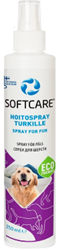 SOFTCARE®
HOITOSPRAY
TURKILLE
SPRAY FOR FUR
SPRAY FÖR PÄLS
СПРЕЙ ДЛЯ ШЕРСТИ
ECO